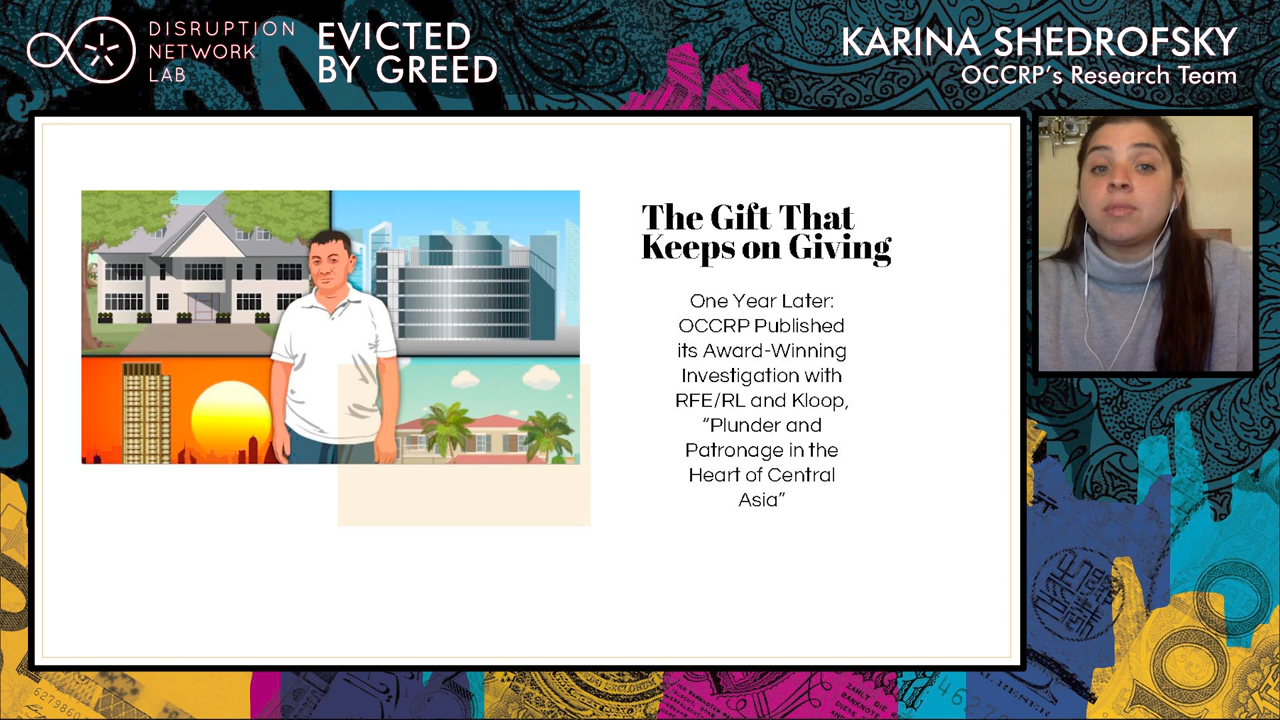 DISRUPTION
NETWORK
LAB
EVICTED
BY GREED
KARINA SHEDROFSKY
OCCRP's Research Team
The Gift That
Keeps on Giving
One Year Later:
OCCRP Published
its Award-Winning
Investigation with
RFE/RL and Kloop,
“Plunder and
Patronage in the
Heart of Central
Asia”